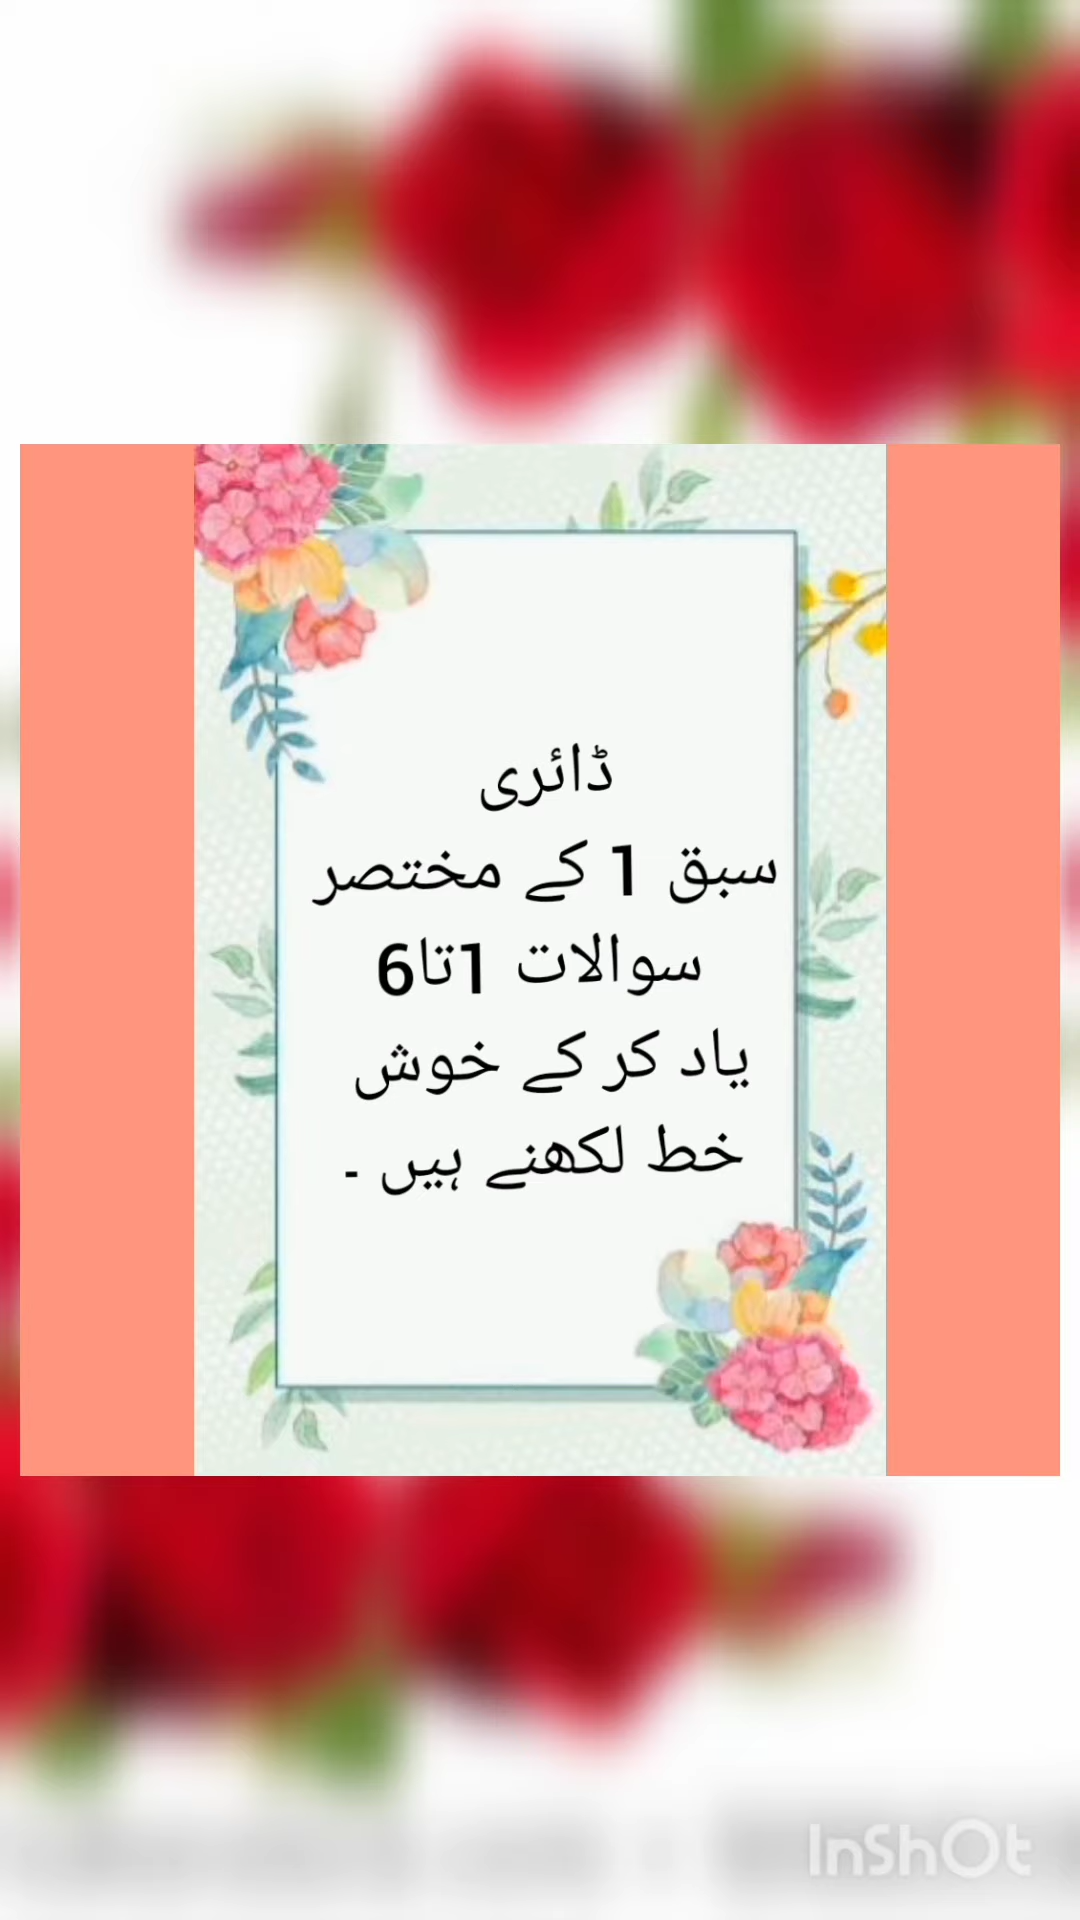 ڈائری
سبق 1 کے مختصر
سوالات 1تا6
یاد کر کے خوش
خط لکھنے ہیں ۔
InShOt